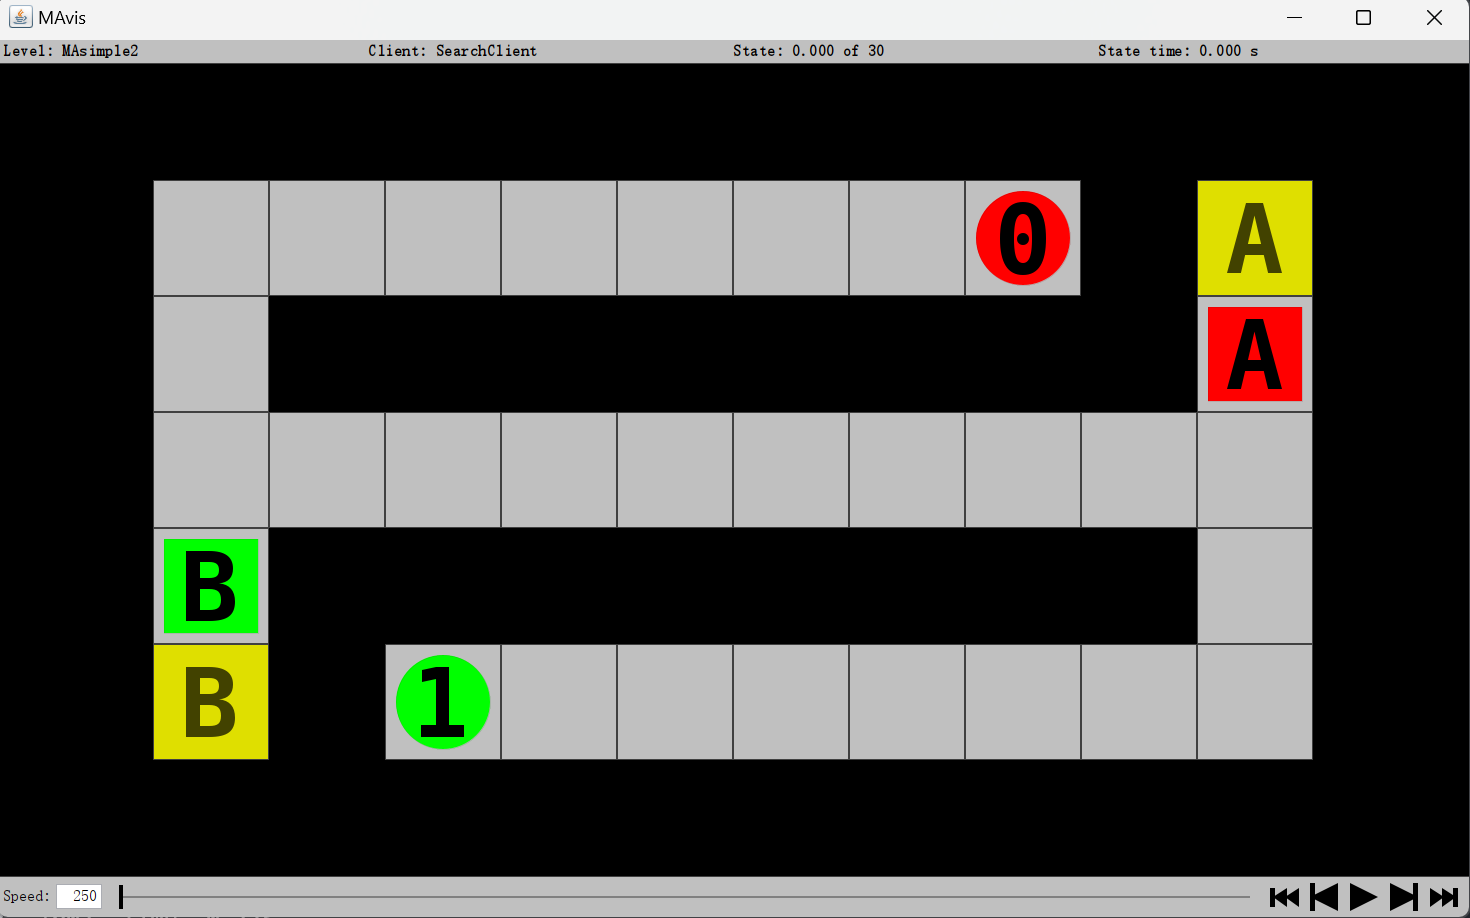 MAvis
Level: MAsimple2 Client: SearchClient State: 0.000 of 30 State time: 0.000 s
0 A
A
B
B 1
Speed: 250